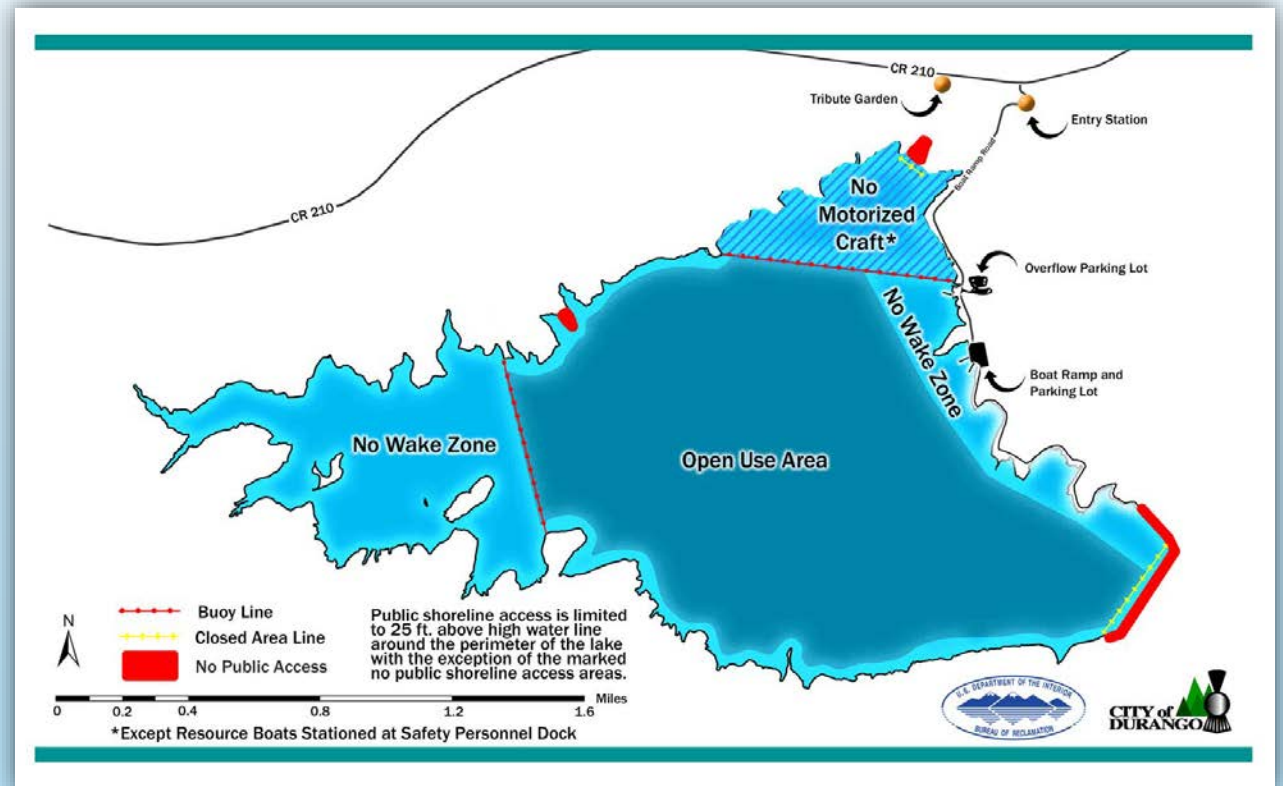 CR 210
Tribute Garden
Entry Station
Boat Ramp Road
No
Motorized
Craft*
CR 210
Overflow Parking Lot
No Wake Zone
Boat Ramp and
Parking Lot
No Wake Zone
Open Use Area
N
Buoy Line
Closed Area Line
No Public Access
Public shoreline access is limited
to 25 ft. above high water line
around the perimeter of the lake
with the exception of the marked
no public shoreline access areas.
Miles
0 0.2 0.4 0.8 1.2 1.6
*Except Resource Boats Stationed at Safety Personnel Dock
U.S. DEPARTMENT OF THE INTERIOR
BUREAU OF RECLAMATION
CITY of
DURANGO